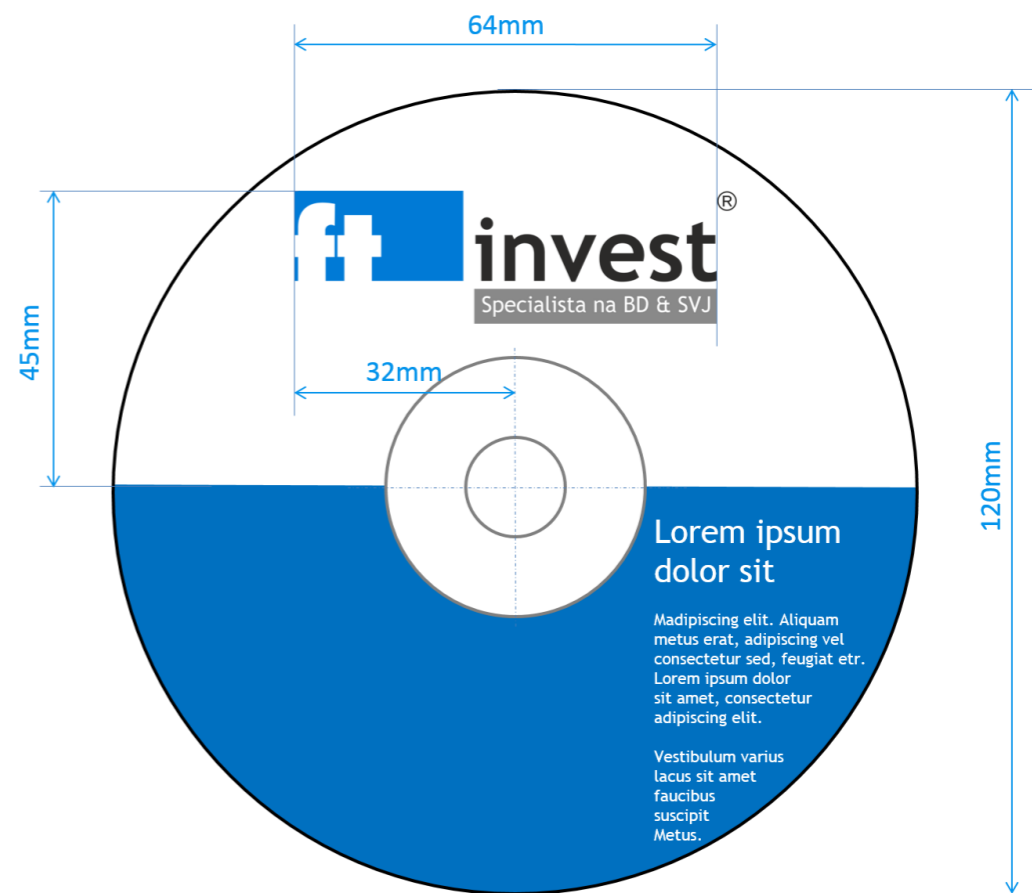 64mm
ft invest®
Specialista na BD & SVJ
45mm
32mm
120mm
Lorem ipsum
dolor sit
Madipiscing elit. Aliquam
metus erat, adipiscing vel
consectetur sed, feugiat etr.
Lorem ipsum dolor
sit amet, consectetur
adipiscing elit.
Vestibulum varius
lacus sit amet
faucibus
suscipit
Metus.